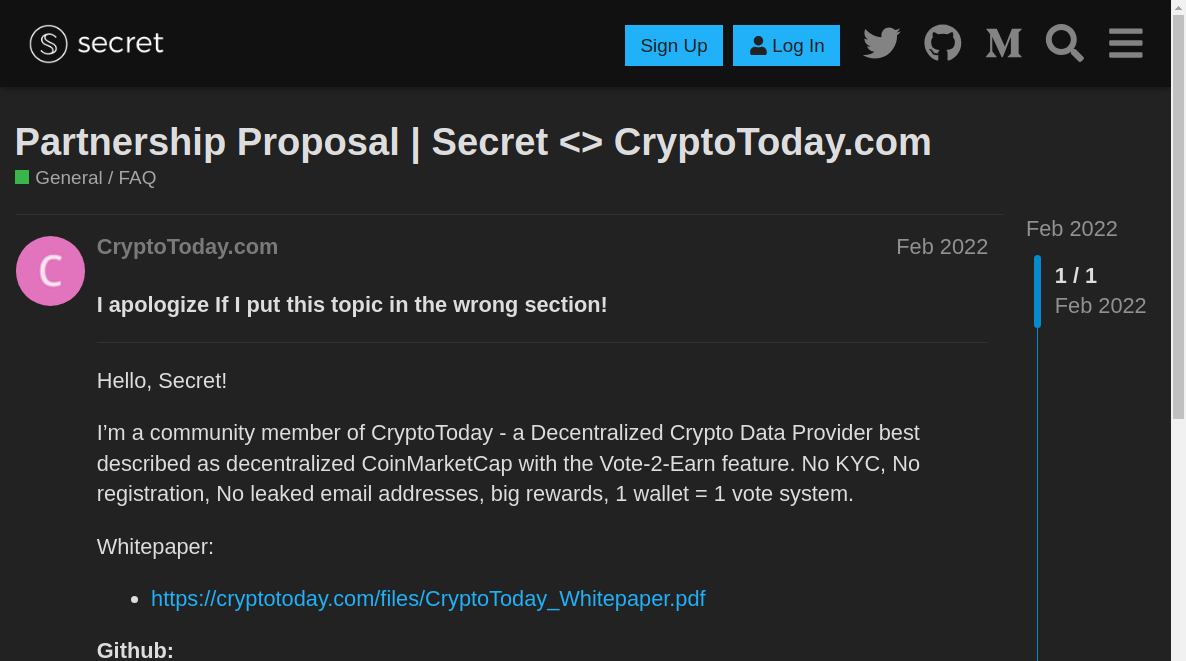 secret
Sign Up
Log In
Partnership Proposal | Secret <> CryptoToday.com
General / FAQ
C
CryptoToday.com
Feb 2022
I apologize If I put this topic in the wrong section!
Hello, Secret!
I’m a community member of CryptoToday - a Decentralized Crypto Data Provider best
described as decentralized CoinMarketCap with the Vote-2-Earn feature. No KYC, No
registration, No leaked email addresses, big rewards, 1 wallet = 1 vote system.
Whitepaper:
https://cryptotoday.com/files/CryptoToday_Whitepaper.pdf
Github:
Feb 2022
1 / 1
Feb 2022